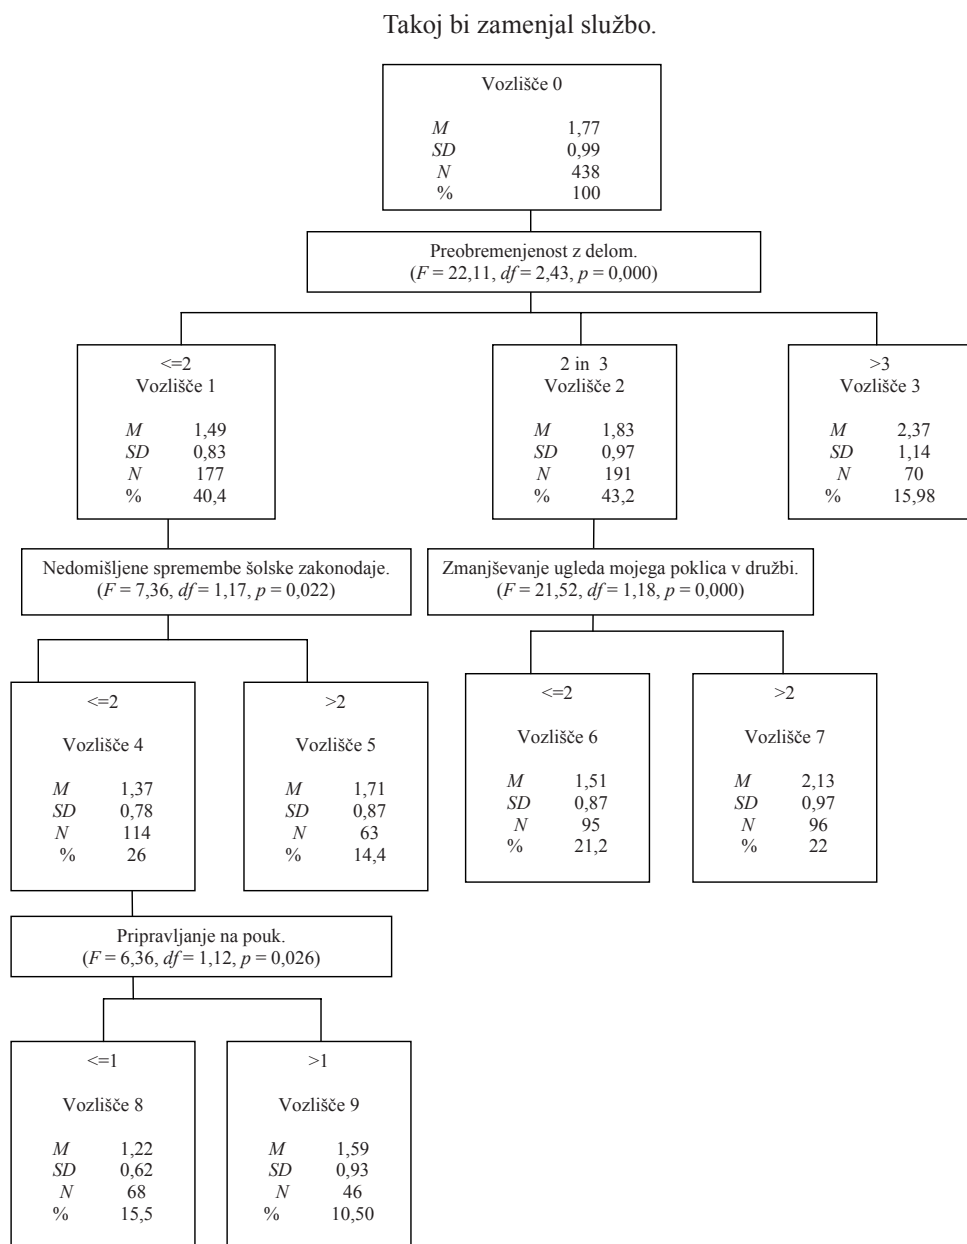 Takoj bi zamenjal službo.
Vozlišče 0
M 1,77
SD 0,99
N 438
% 100
Preobremenjenost z delom.
(F = 22,11, df = 2,43, p = 0,000)
<=2
Vozlišče 1
M 1,49
SD 0,83
N 177
% 40,4
2 in 3
Vozlišče 2
M 1,83
SD 0,97
N 191
% 43,2
>3
Vozlišče 3
M 2,37
SD 1,14
N 70
% 15,98
Nedomišljene spremembe šolske zakonodaje.
(F = 7,36, df = 1,17, p = 0,022)
Zmanjševanje ugleda mojega poklica v družbi.
(F = 21,52, df = 1,18, p = 0,000)
<=2
Vozlišče 4
M 1,37
SD 0,78
N 114
% 26
>2
Vozlišče 5
M 1,71
SD 0,87
N 63
% 14,4
<=2
Vozlišče 6
M 1,51
SD 0,87
N 95
% 21,2
>2
Vozlišče 7
M 2,13
SD 0,97
N 96
% 22
Pripravljanje na pouk.
(F = 6,36, df = 1,12, p = 0,026)
<=1
Vozlišče 8
M 1,22
SD 0,62
N 68
% 15,5
>1
Vozlišče 9
M 1,59
SD 0,93
N 46
% 10,50